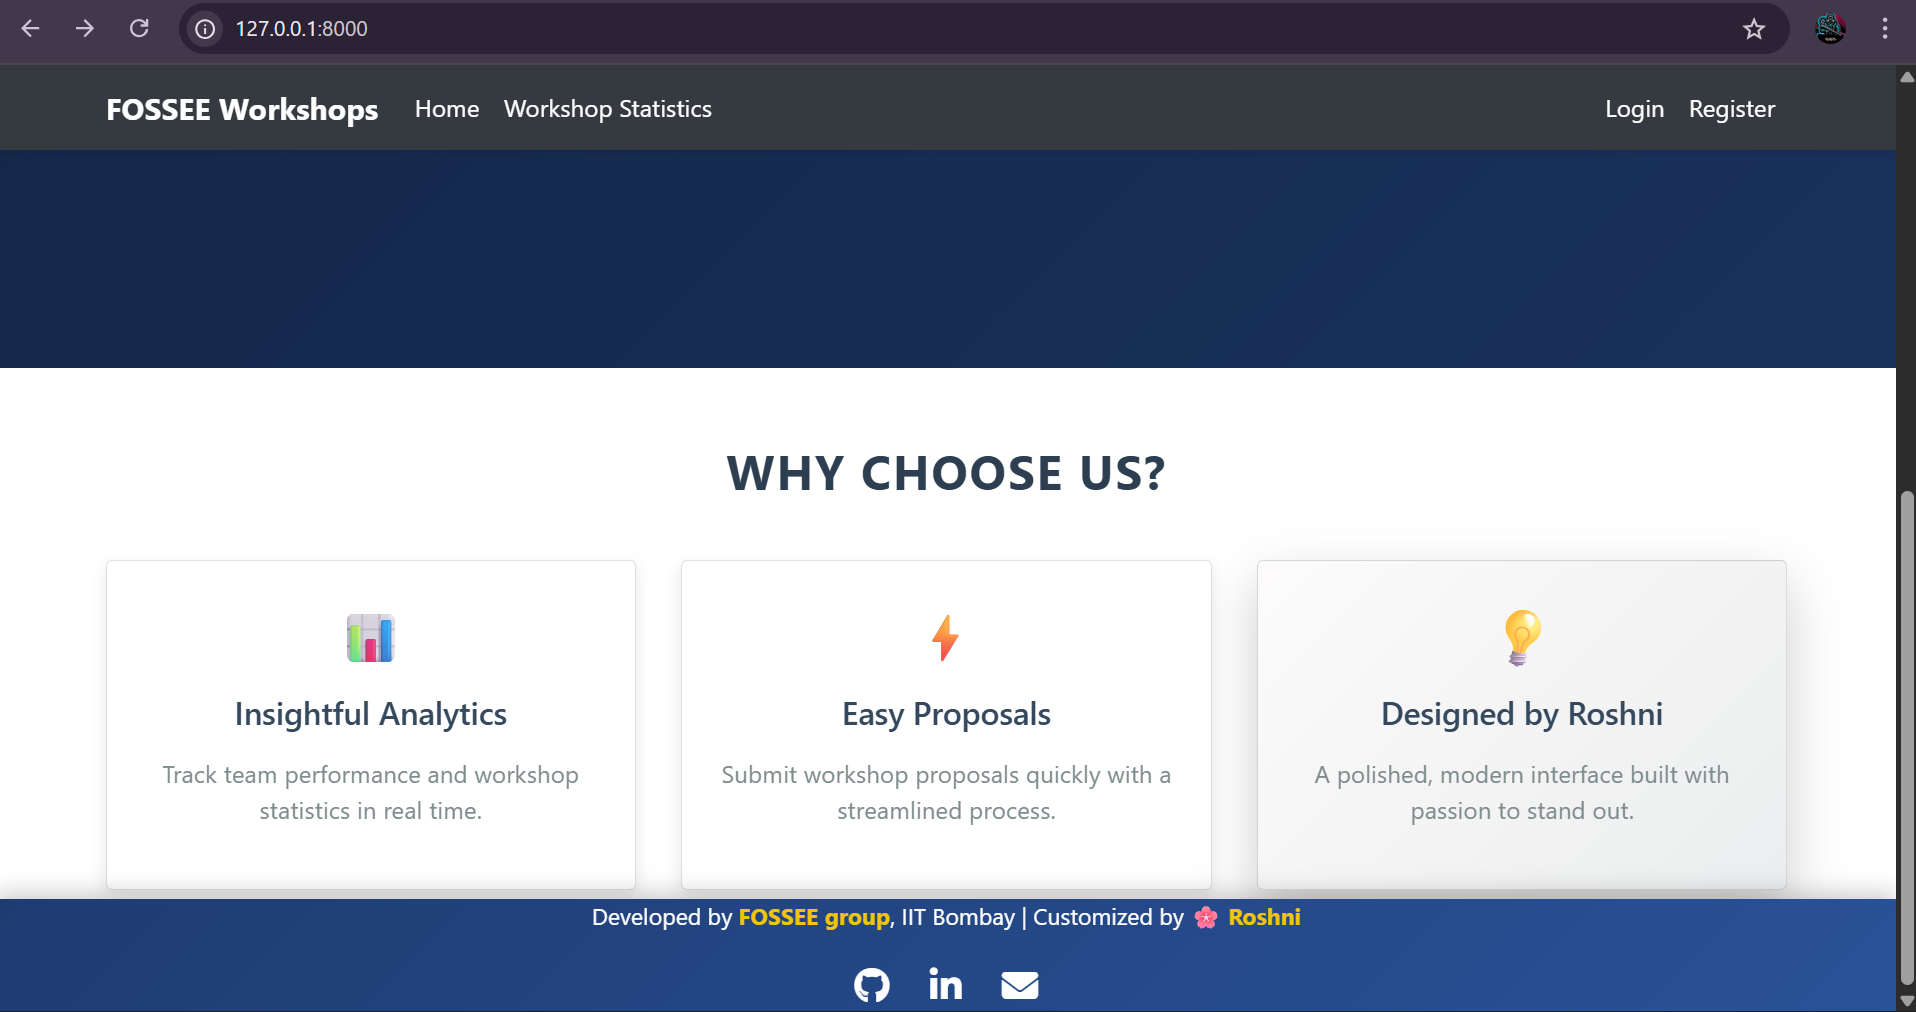 127.0.0.1:8000
FOSSEE Workshops Home Workshop Statistics Login Register
WHY CHOOSE US?
Insightful Analytics
Track team performance and workshop
statistics in real time.
Easy Proposals
Submit workshop proposals quickly with a
streamlined process.
Designed by Roshni
A polished, modern interface built with
passion to stand out.
Developed by FOSSEE group, IIT Bombay | Customized by 🌸 Roshni